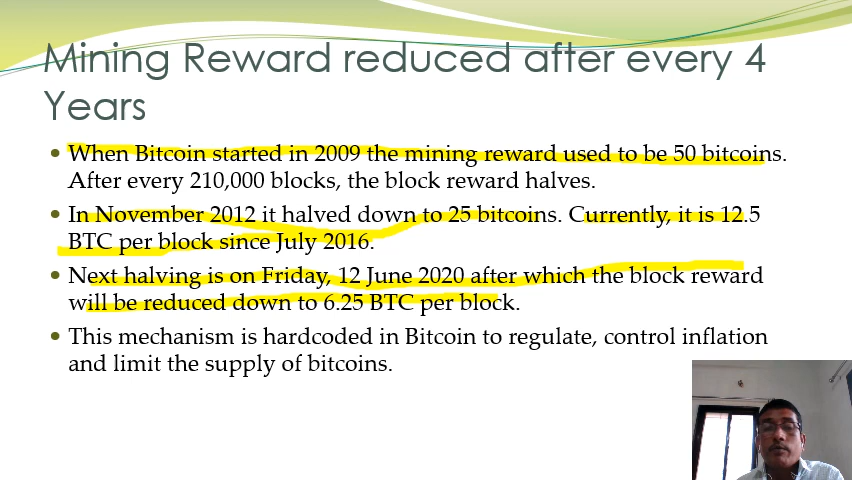 Mining Reward reduced after every 4
Years
• When Bitcoin started in 2009 the mining reward used to be 50 bitcoins.
After every 210,000 blocks, the block reward halves.
• In November 2012 it halved down to 25 bitcoins. Currently, it is 12.5
BTC per block since July 2016.
• Next halving is on Friday, 12 June 2020 after which the block reward
will be reduced down to 6.25 BTC per block.
• This mechanism is hardcoded in Bitcoin to regulate, control inflation
and limit the supply of bitcoins.